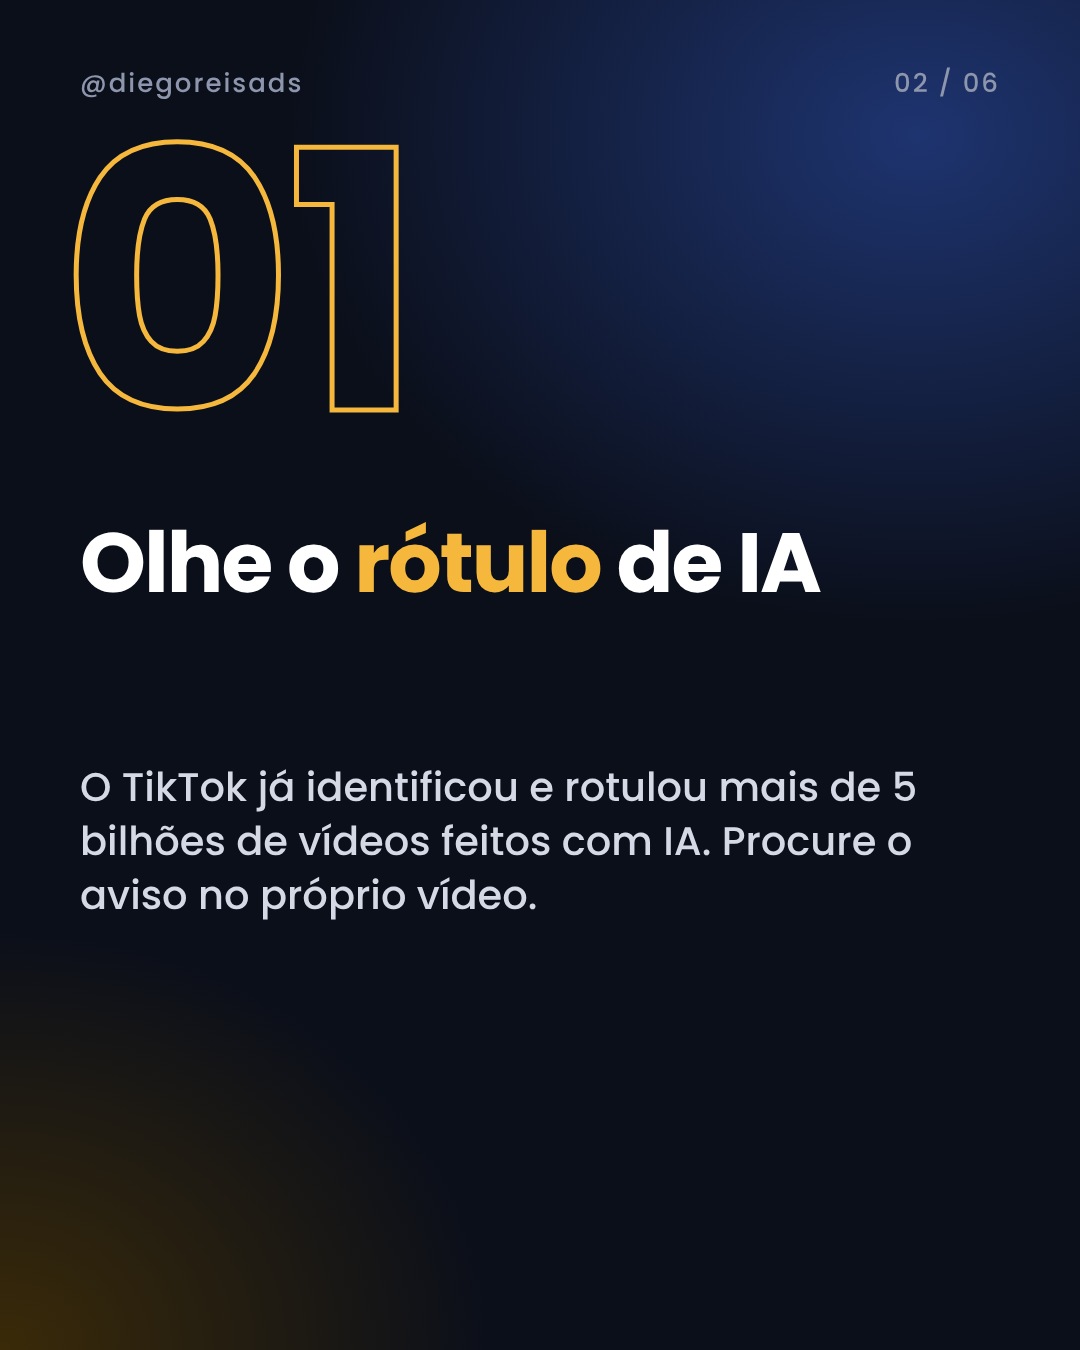 @diegoreisads
02 / 06
01
Olhe o rótulo de IA
O TikTok já identificou e rotulou mais de 5
bilhões de vídeos feitos com IA. Procure o
aviso no próprio vídeo.